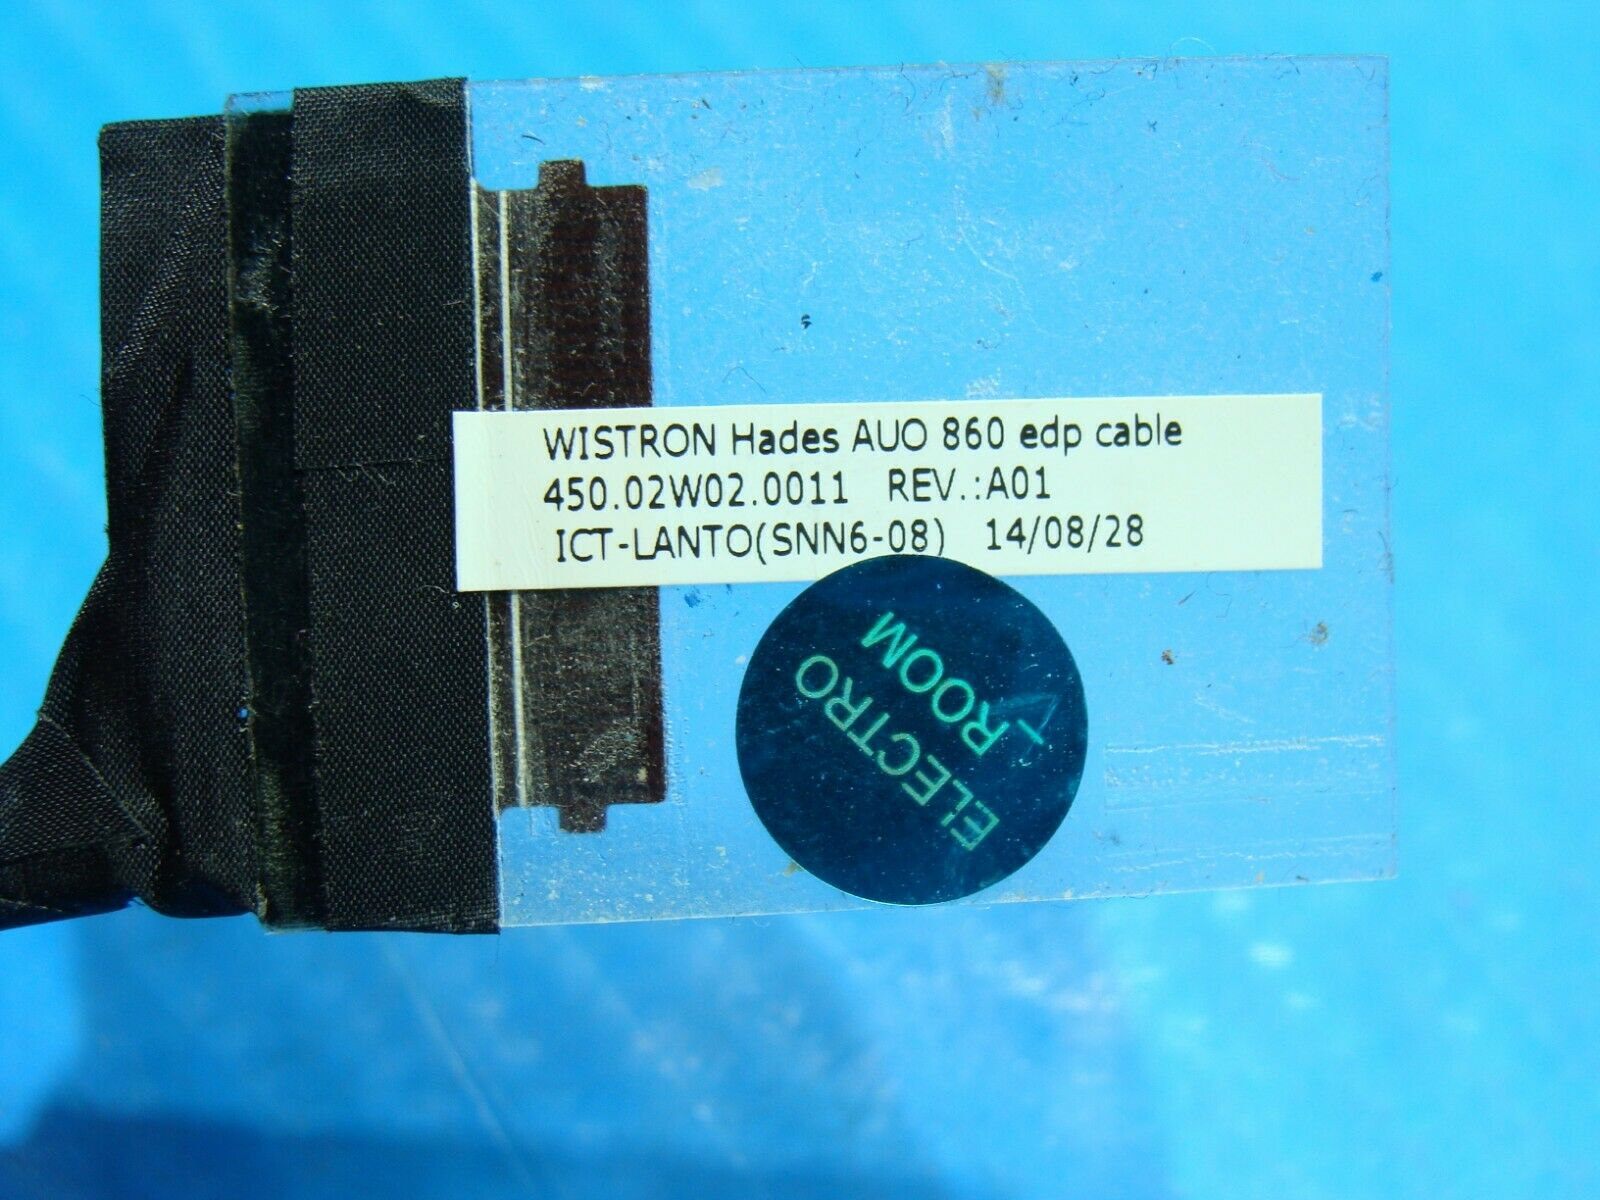 WISTRON Hades AUO 860 edp cable
450.02W02.0011 REV.:A01
ICT-LANTO(SNN6-08) 14/08/28
ELECTRO
_ROOM